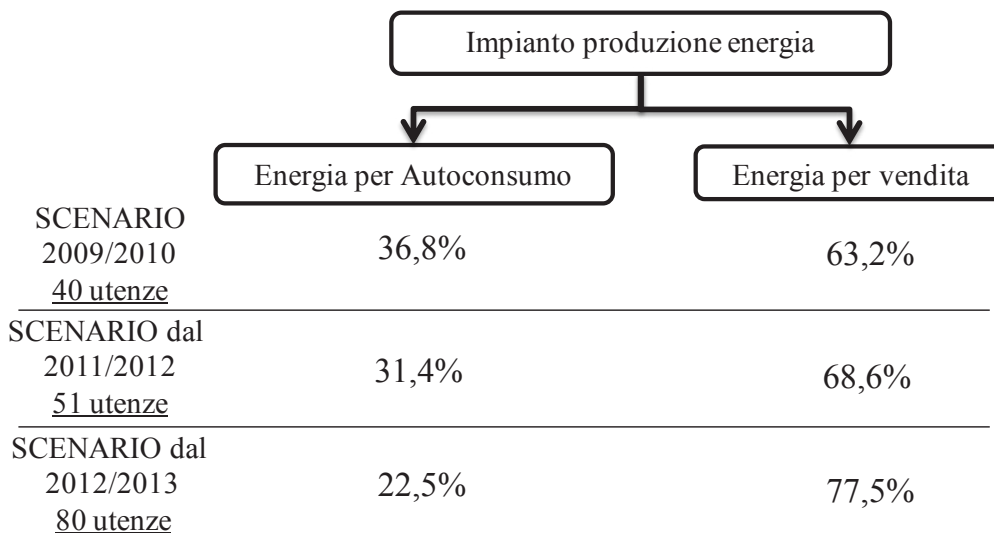 Impianto produzione energia
Energia per Autoconsumo
Energia per vendita
SCENARIO
2009/2010
40 utenze
36,8%
63,2%
SCENARIO dal
2011/2012
51 utenze
31,4%
68,6%
SCENARIO dal
2012/2013
80 utenze
22,5%
77,5%